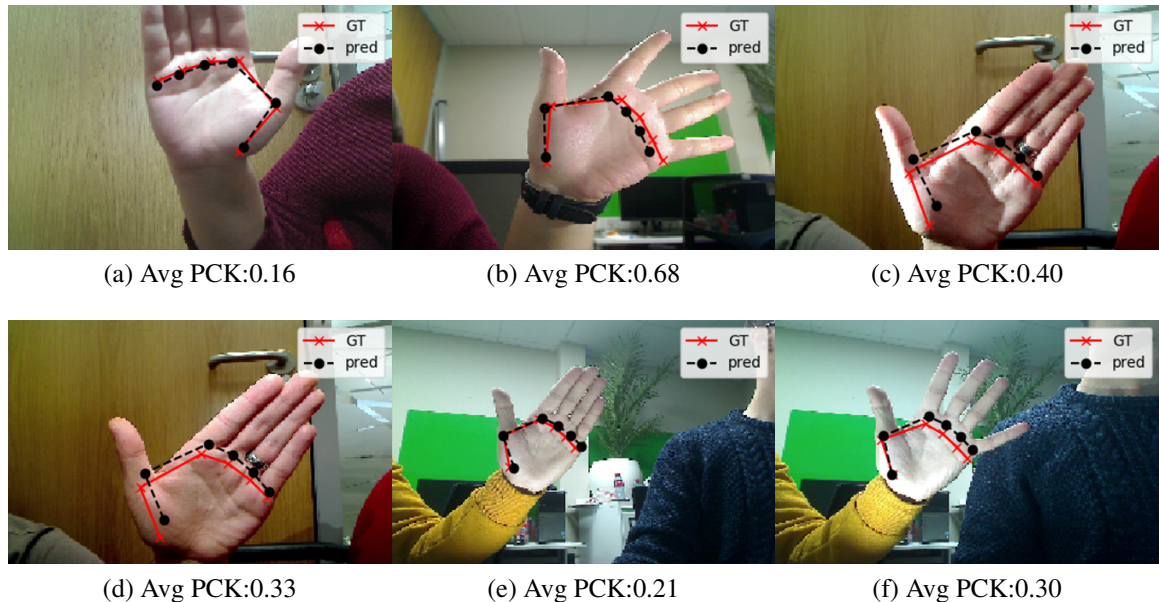 GT
pred
GT
pred
GT
pred
(a) Avg PCK:0.16
(b) Avg PCK:0.68
(c) Avg PCK:0.40
GT
pred
GT
pred
GT
pred
(d) Avg PCK:0.33
(e) Avg PCK:0.21
(f) Avg PCK:0.30